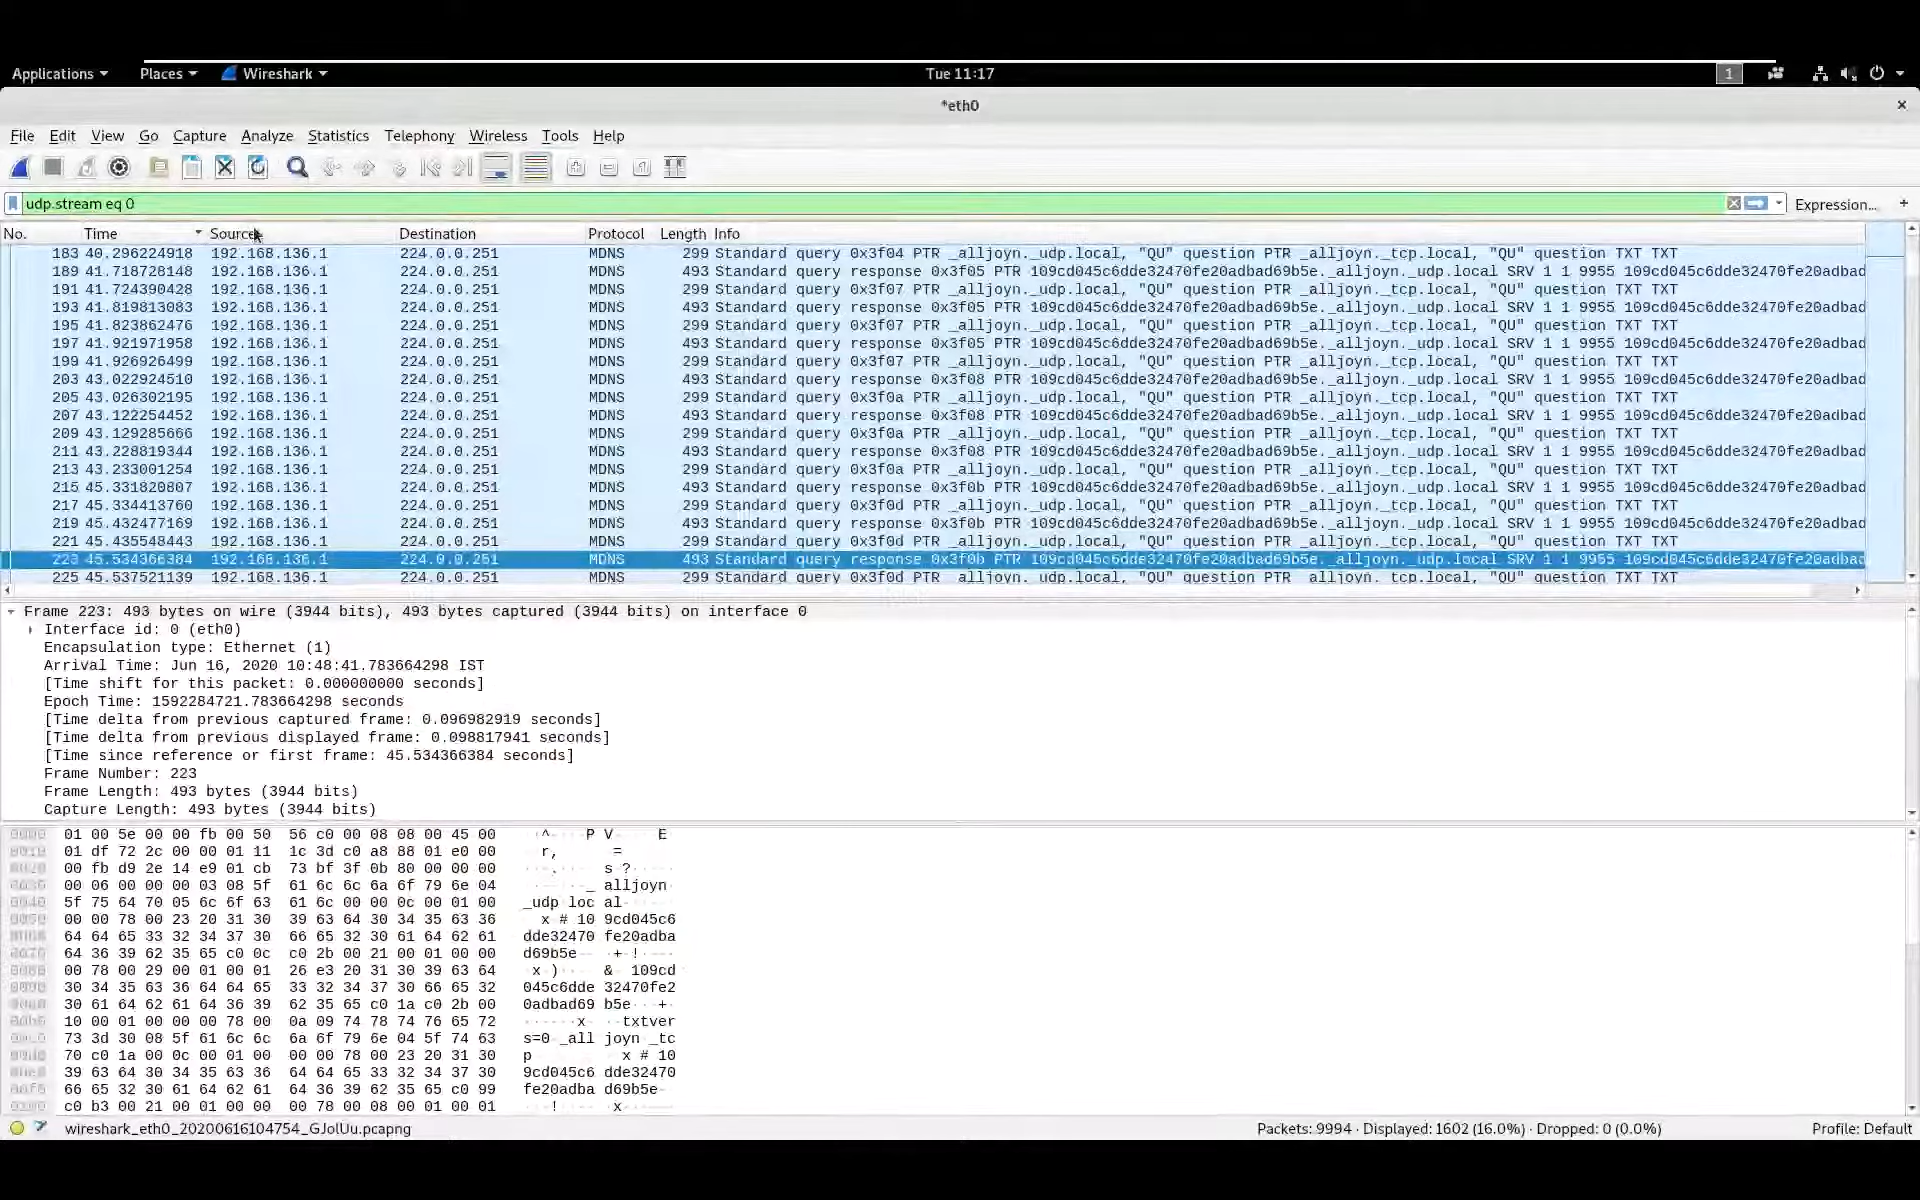 Applications Places Wireshark Tue 11:17 1
*eth0
File Edit View Go Capture Analyze Statistics Telephony Wireless Tools Help
udp.stream eq 0 Expression… +
No. Time Source Destination Protocol Length Info
183 40.296224918 192.168.136.1 224.0.0.251 MDNS 299 Standard query 0x3f04 PTR _alljoyn._udp.local, "QU" question PTR _alljoyn._tcp.local, "QU" question TXT TXT
189 41.718728148 192.168.136.1 224.0.0.251 MDNS 493 Standard query response 0x3f05 PTR 109cd045c6dde32470fe20adbad69b5e._alljoyn._udp.local SRV 1 1 9955 109cd045c6dde32470fe20adbad
191 41.724390428 192.168.136.1 224.0.0.251 MDNS 299 Standard query 0x3f07 PTR _alljoyn._udp.local, "QU" question PTR _alljoyn._tcp.local, "QU" question TXT TXT
193 41.819813083 192.168.136.1 224.0.0.251 MDNS 493 Standard query response 0x3f05 PTR 109cd045c6dde32470fe20adbad69b5e._alljoyn._udp.local SRV 1 1 9955 109cd045c6dde32470fe20adbad
195 41.823862476 192.168.136.1 224.0.0.251 MDNS 299 Standard query 0x3f07 PTR _alljoyn._udp.local, "QU" question PTR _alljoyn._tcp.local, "QU" question TXT TXT
197 41.921971958 192.168.136.1 224.0.0.251 MDNS 493 Standard query response 0x3f05 PTR 109cd045c6dde32470fe20adbad69b5e._alljoyn._udp.local SRV 1 1 9955 109cd045c6dde32470fe20adbad
199 41.926926499 192.168.136.1 224.0.0.251 MDNS 299 Standard query 0x3f07 PTR _alljoyn._udp.local, "QU" question PTR _alljoyn._tcp.local, "QU" question TXT TXT
203 43.022924510 192.168.136.1 224.0.0.251 MDNS 493 Standard query response 0x3f08 PTR 109cd045c6dde32470fe20adbad69b5e._alljoyn._udp.local SRV 1 1 9955 109cd045c6dde32470fe20adbad
205 43.026302195 192.168.136.1 224.0.0.251 MDNS 299 Standard query 0x3f0a PTR _alljoyn._udp.local, "QU" question PTR _alljoyn._tcp.local, "QU" question TXT TXT
207 43.122254452 192.168.136.1 224.0.0.251 MDNS 493 Standard query response 0x3f08 PTR 109cd045c6dde32470fe20adbad69b5e._alljoyn._udp.local SRV 1 1 9955 109cd045c6dde32470fe20adbad
209 43.129285666 192.168.136.1 224.0.0.251 MDNS 299 Standard query 0x3f0a PTR _alljoyn._udp.local, "QU" question PTR _alljoyn._tcp.local, "QU" question TXT TXT
211 43.228819344 192.168.136.1 224.0.0.251 MDNS 493 Standard query response 0x3f08 PTR 109cd045c6dde32470fe20adbad69b5e._alljoyn._udp.local SRV 1 1 9955 109cd045c6dde32470fe20adbad
213 43.233001254 192.168.136.1 224.0.0.251 MDNS 299 Standard query 0x3f0a PTR _alljoyn._udp.local, "QU" question PTR _alljoyn._tcp.local, "QU" question TXT TXT
215 45.331820807 192.168.136.1 224.0.0.251 MDNS 493 Standard query response 0x3f0b PTR 109cd045c6dde32470fe20adbad69b5e._alljoyn._udp.local SRV 1 1 9955 109cd045c6dde32470fe20adbad
217 45.334413760 192.168.136.1 224.0.0.251 MDNS 299 Standard query 0x3f0d PTR _alljoyn._udp.local, "QU" question PTR _alljoyn._tcp.local, "QU" question TXT TXT
219 45.432477169 192.168.136.1 224.0.0.251 MDNS 493 Standard query response 0x3f0b PTR 109cd045c6dde32470fe20adbad69b5e._alljoyn._udp.local SRV 1 1 9955 109cd045c6dde32470fe20adbad
221 45.435548443 192.168.136.1 224.0.0.251 MDNS 299 Standard query 0x3f0d PTR _alljoyn._udp.local, "QU" question PTR _alljoyn._tcp.local, "QU" question TXT TXT
223 45.534366384 192.168.136.1 224.0.0.251 MDNS 493 Standard query response 0x3f0b PTR 109cd045c6dde32470fe20adbad69b5e._alljoyn._udp.local SRV 1 1 9955 109cd045c6dde32470fe20adbad
225 45.537521139 192.168.136.1 224.0.0.251 MDNS 299 Standard query 0x3f0d PTR _alljoyn._udp.local, "QU" question PTR _alljoyn._tcp.local, "QU" question TXT TXT
Frame 223: 493 bytes on wire (3944 bits), 493 bytes captured (3944 bits) on interface 0
Interface id: 0 (eth0)
Encapsulation type: Ethernet (1)
Arrival Time: Jun 16, 2020 10:48:41.783664298 IST
[Time shift for this packet: 0.000000000 seconds]
Epoch Time: 1592284721.783664298 seconds
[Time delta from previous captured frame: 0.096982919 seconds]
[Time delta from previous displayed frame: 0.098817941 seconds]
[Time since reference or first frame: 45.534366384 seconds]
Frame Number: 223
Frame Length: 493 bytes (3944 bits)
Capture Length: 493 bytes (3944 bits)
01 00 5e 00 00 fb 00 50 56 c0 00 08 08 00 45 00 ··^····P V·····E·
01 df 72 2c 00 00 01 11 1c 3d c0 a8 88 01 e0 00 r, =
00 fb d9 2e 14 e9 01 cb 73 bf 3f 0b 80 00 00 00 . s ?
00 06 00 00 00 03 08 5f 61 6c 6c 6a 6f 79 6e 04 _ alljoyn
5f 75 64 70 05 6c 6f 63 61 6c 00 00 0c 00 01 00 _udp loc al
00 00 78 00 23 20 31 30 39 63 64 30 34 35 63 36 x # 10 9cd045c6
64 64 65 33 32 34 37 30 66 65 32 30 61 64 62 61 dde32470 fe20adba
64 36 39 62 35 65 c0 0c c0 2b 00 21 00 01 00 00 d69b5e + !
00 78 00 29 00 01 00 01 26 e3 20 31 30 39 63 64 x ) & 109cd
30 34 35 63 36 64 64 65 33 32 34 37 30 66 65 32 045c6dde 32470fe2
30 61 64 62 61 64 36 39 62 35 65 c0 1a c0 2b 00 0adbad69 b5e +
10 00 01 00 00 00 78 00 0a 09 74 78 74 76 65 72 x txtver
73 3d 30 08 5f 61 6c 6c 6a 6f 79 6e 04 5f 74 63 s=0 _all joyn _tc
70 c0 1a 00 0c 00 01 00 00 00 78 00 23 20 31 30 p x # 10
39 63 64 30 34 35 63 36 64 64 65 33 32 34 37 30 9cd045c6 dde32470
66 65 32 30 61 64 62 61 64 36 39 62 35 65 c0 99 fe20adba d69b5e
c0 b3 00 21 00 01 00 00 00 78 00 08 00 01 00 01 ! x
wireshark_eth0_20200616104754_GJolUu.pcapng Packets: 9994 · Displayed: 1602 (16.0%) · Dropped: 0 (0.0%) Profile: Default